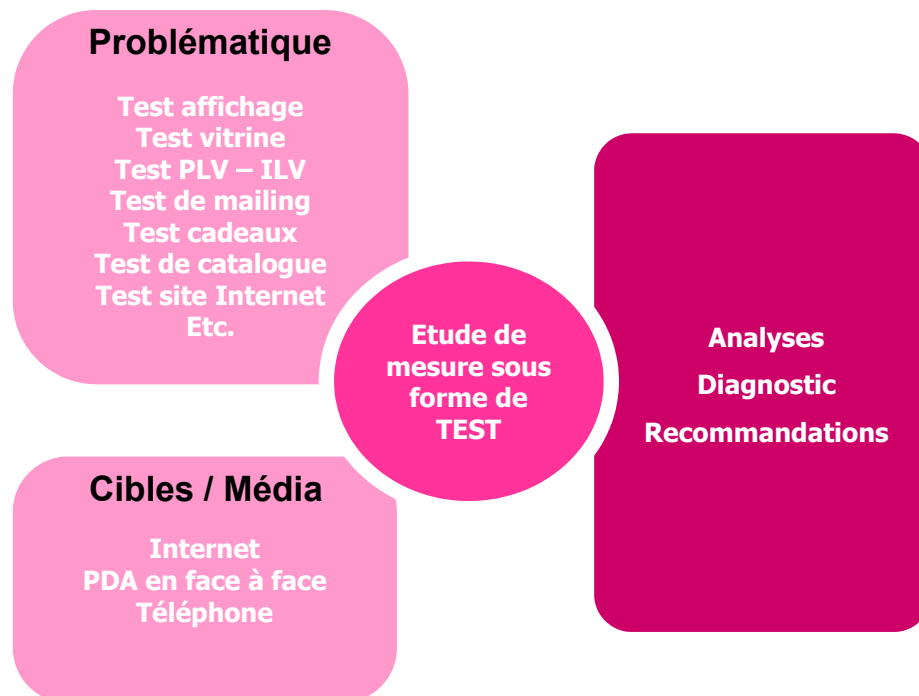 Problématique
Test affichage
Test vitrine
Test PLV – ILV
Test de mailing
Test cadeaux
Test de catalogue
Test site Internet
Etc.
Etude de
mesure sous
forme de
TEST
Analyses
Diagnostic
Recommandations
Cibles / Média
Internet
PDA en face à face
Téléphone